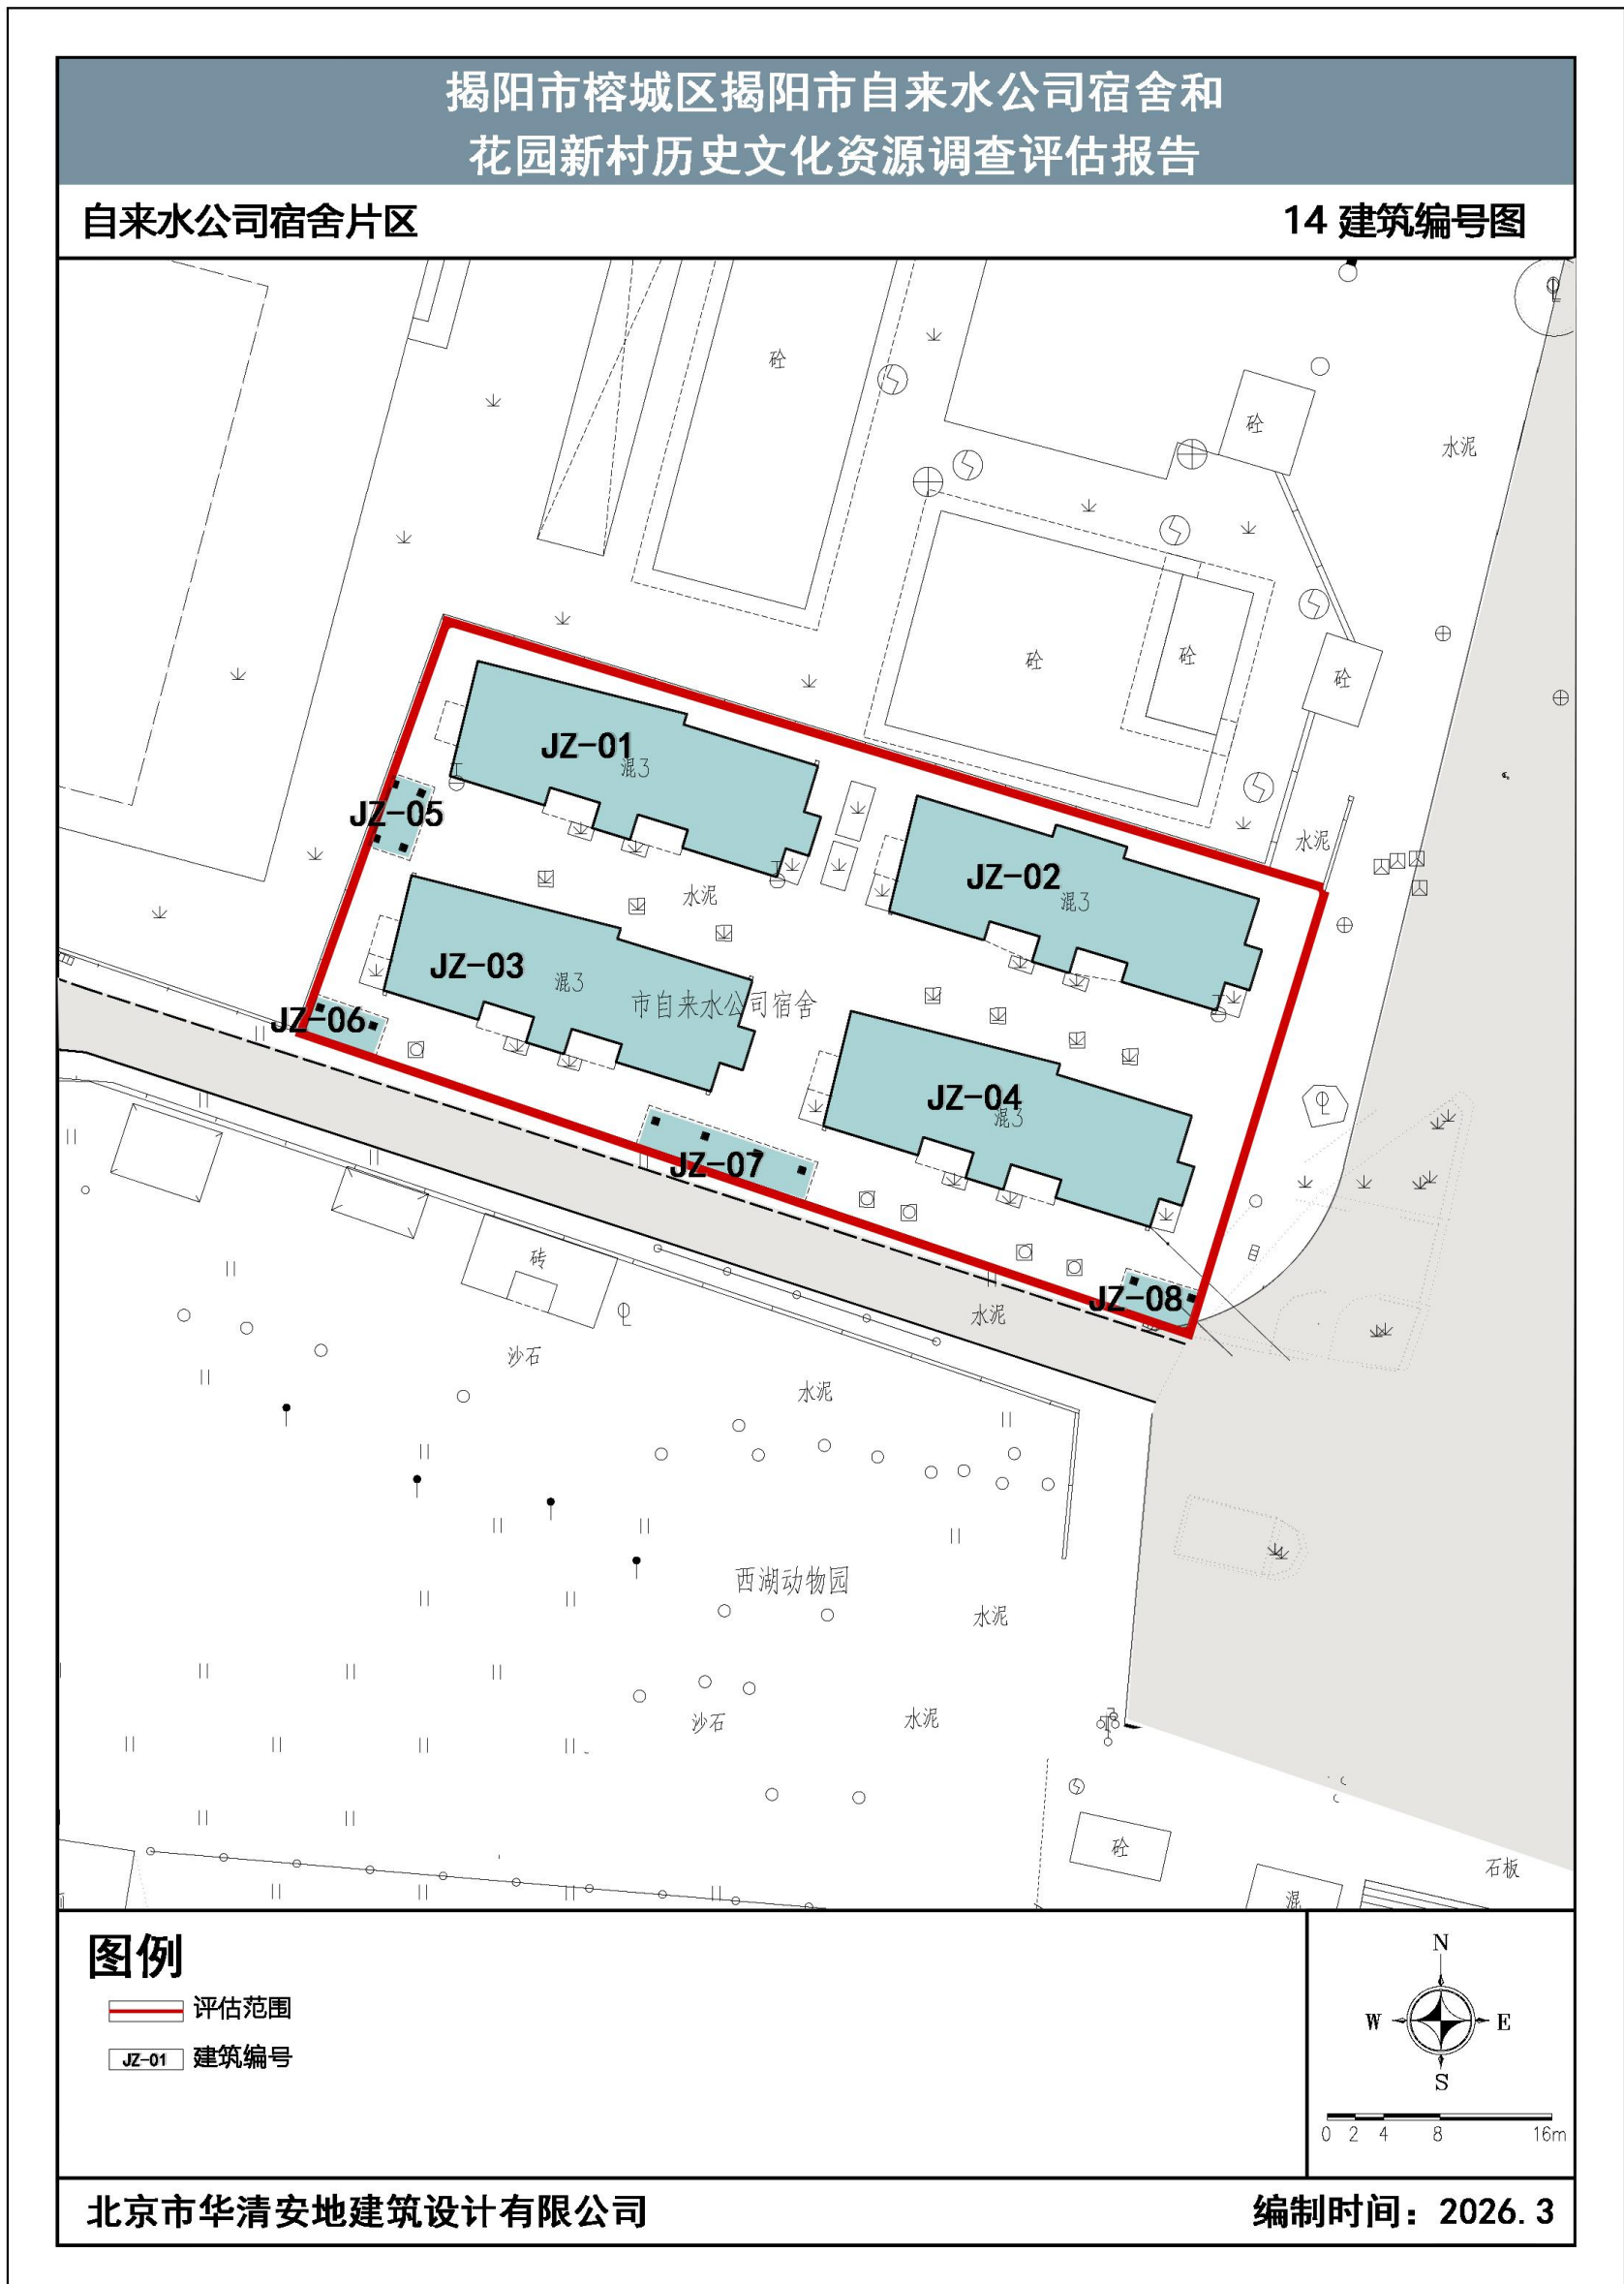 揭阳市榕城区揭阳市自来水公司宿舍和
花园新村历史文化资源调查评估报告
自来水公司宿舍片区
14 建筑编号图
砼
砼
水泥
砼
砼
砼
JZ-01
混3
JZ-05
水泥
JZ-02
混3
水泥
JZ-03
混3
市自来水公司宿舍
JZ-06
JZ-04
混3
JZ-07
砖
JZ-08
水泥
沙石
水泥
西湖动物园
水泥
沙石
水泥
砼
石板
混
图例
评估范围
JZ-01 建筑编号
N
W
E
S
0 2 4 8 16m
北京市华清安地建筑设计有限公司
编制时间：2026.3